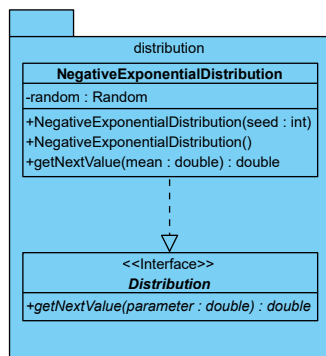 distribution
NegativeExponentialDistribution
-random : Random
+NegativeExponentialDistribution(seed : int)
+NegativeExponentialDistribution()
+getNextValue(mean : double) : double
<<Interface>>
Distribution
+getNextValue(parameter : double) : double